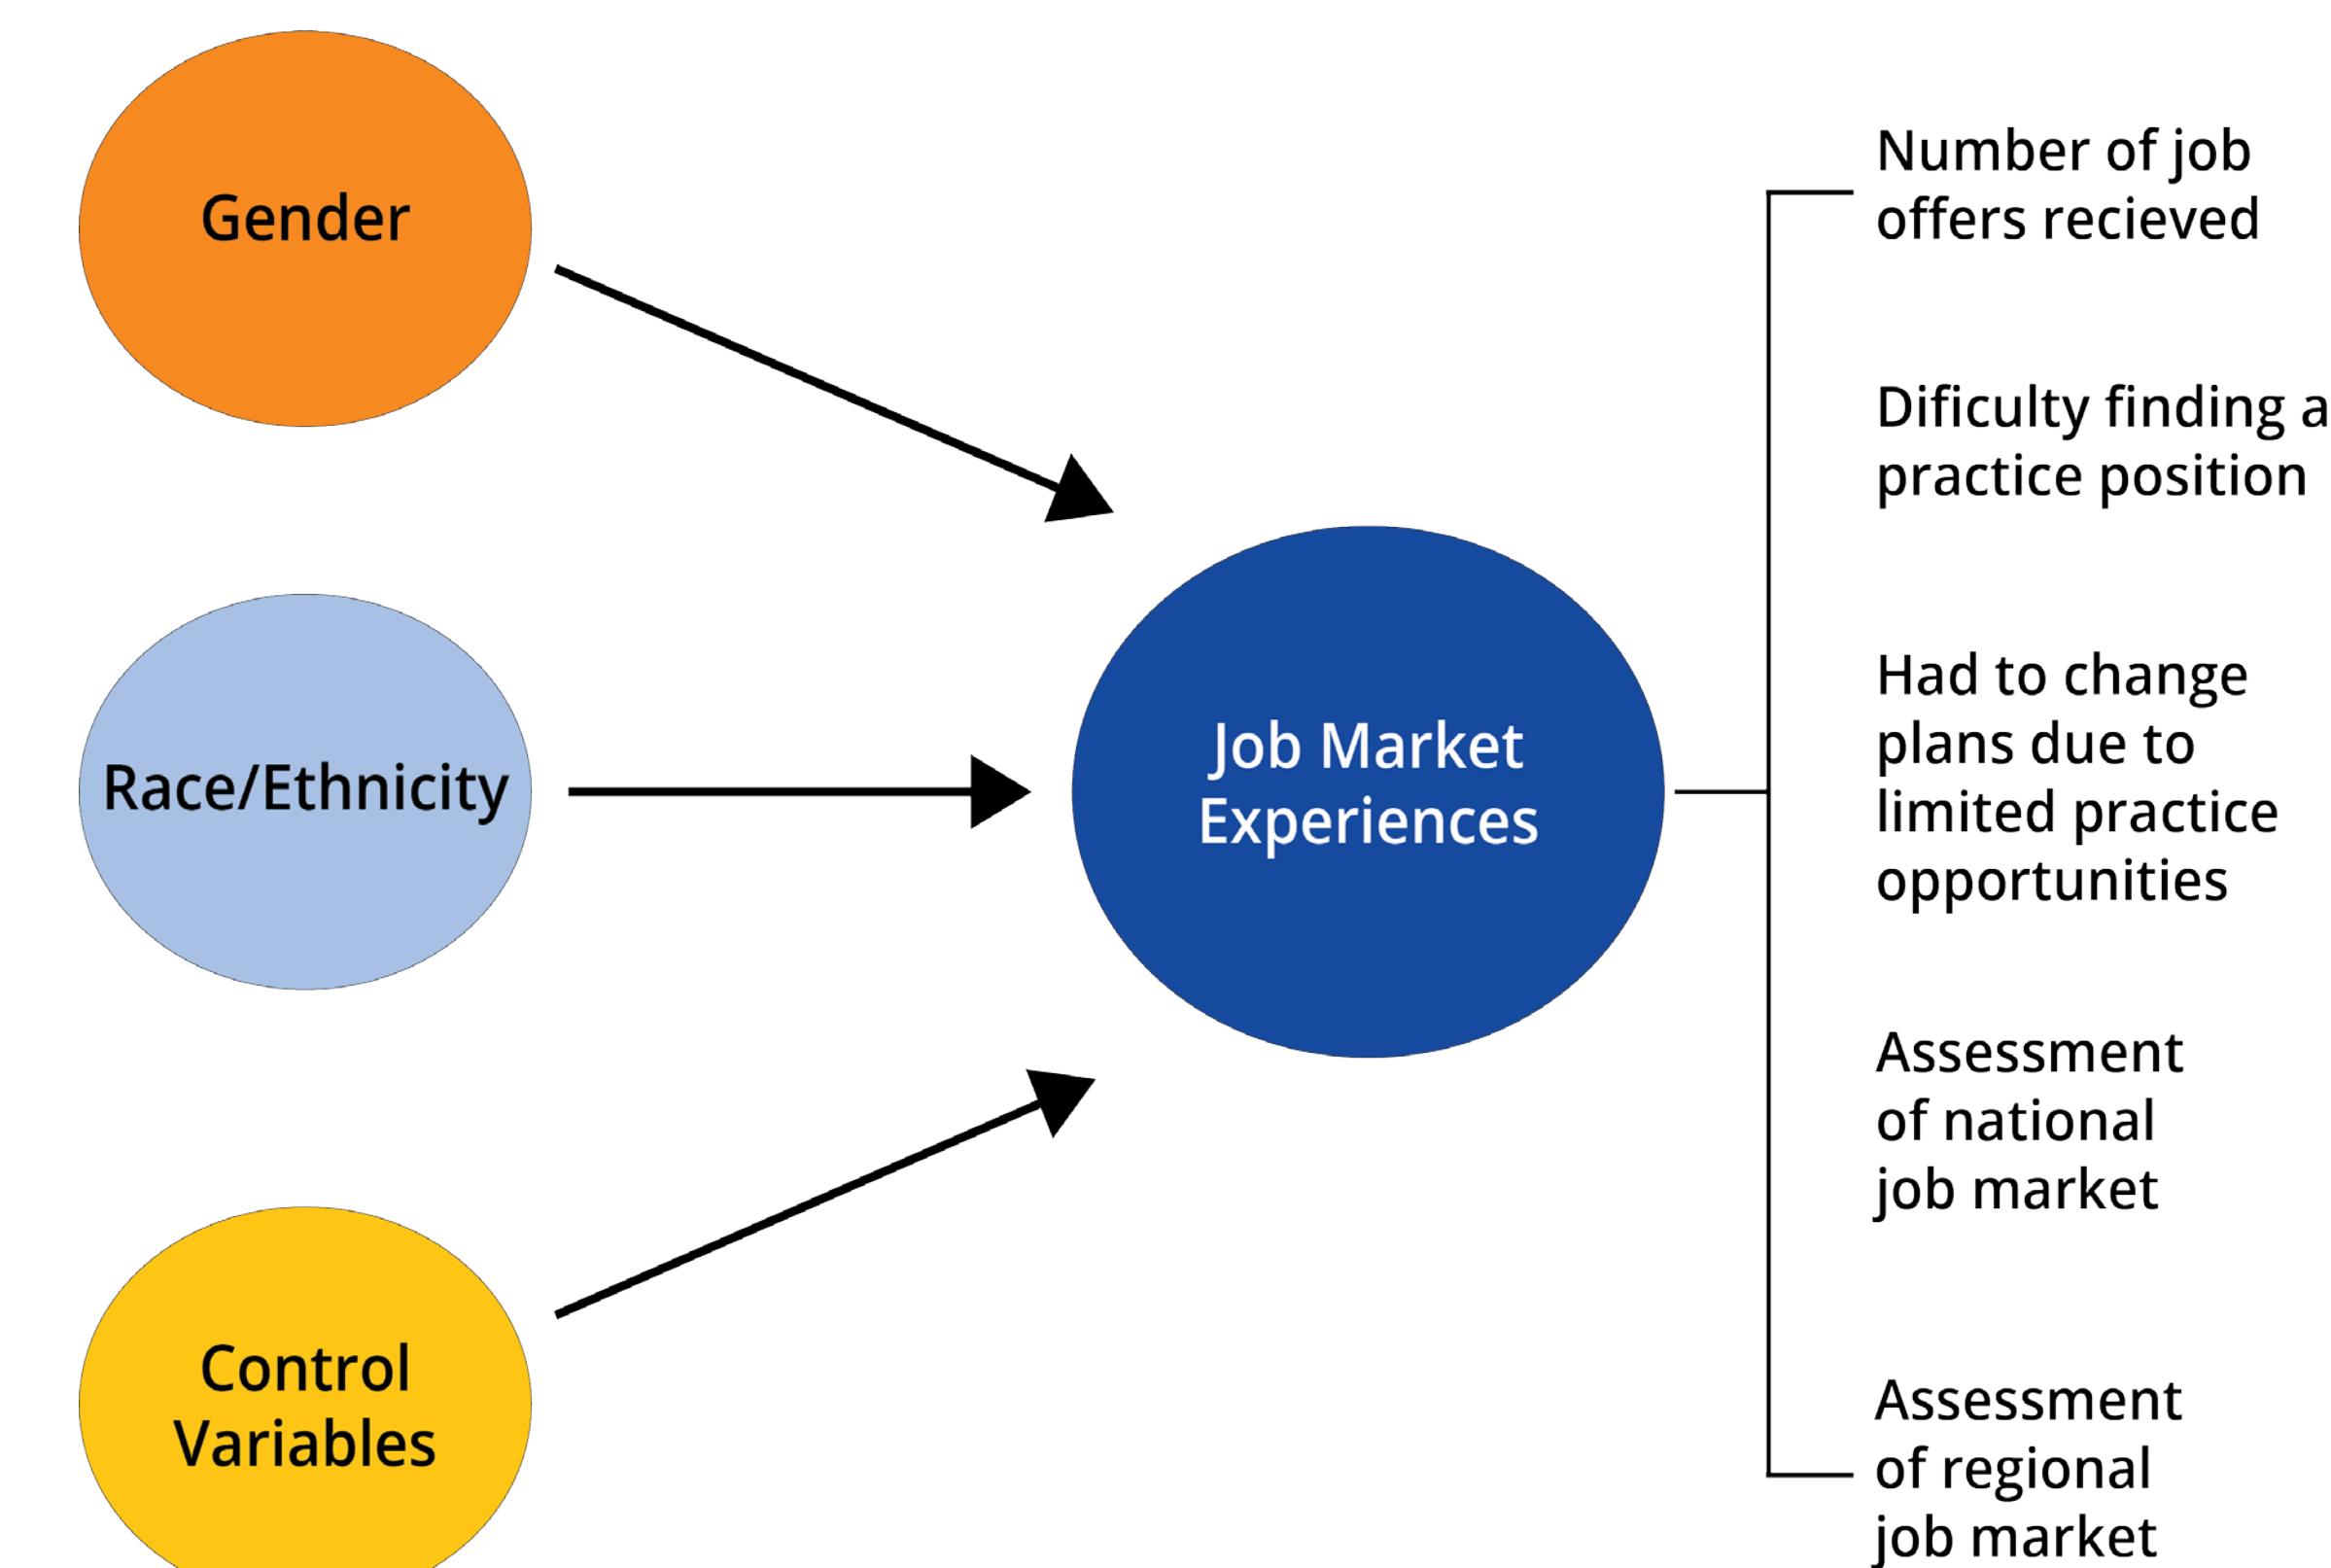 Gender
Race/Ethnicity
Control
Variables
Job Market
Experiences
Number of job
offers recieved
Dificulty finding a
practice position
Had to change
plans due to
limited practice
opportunities
Assessment
of national
job market
Assessment
of regional
job market